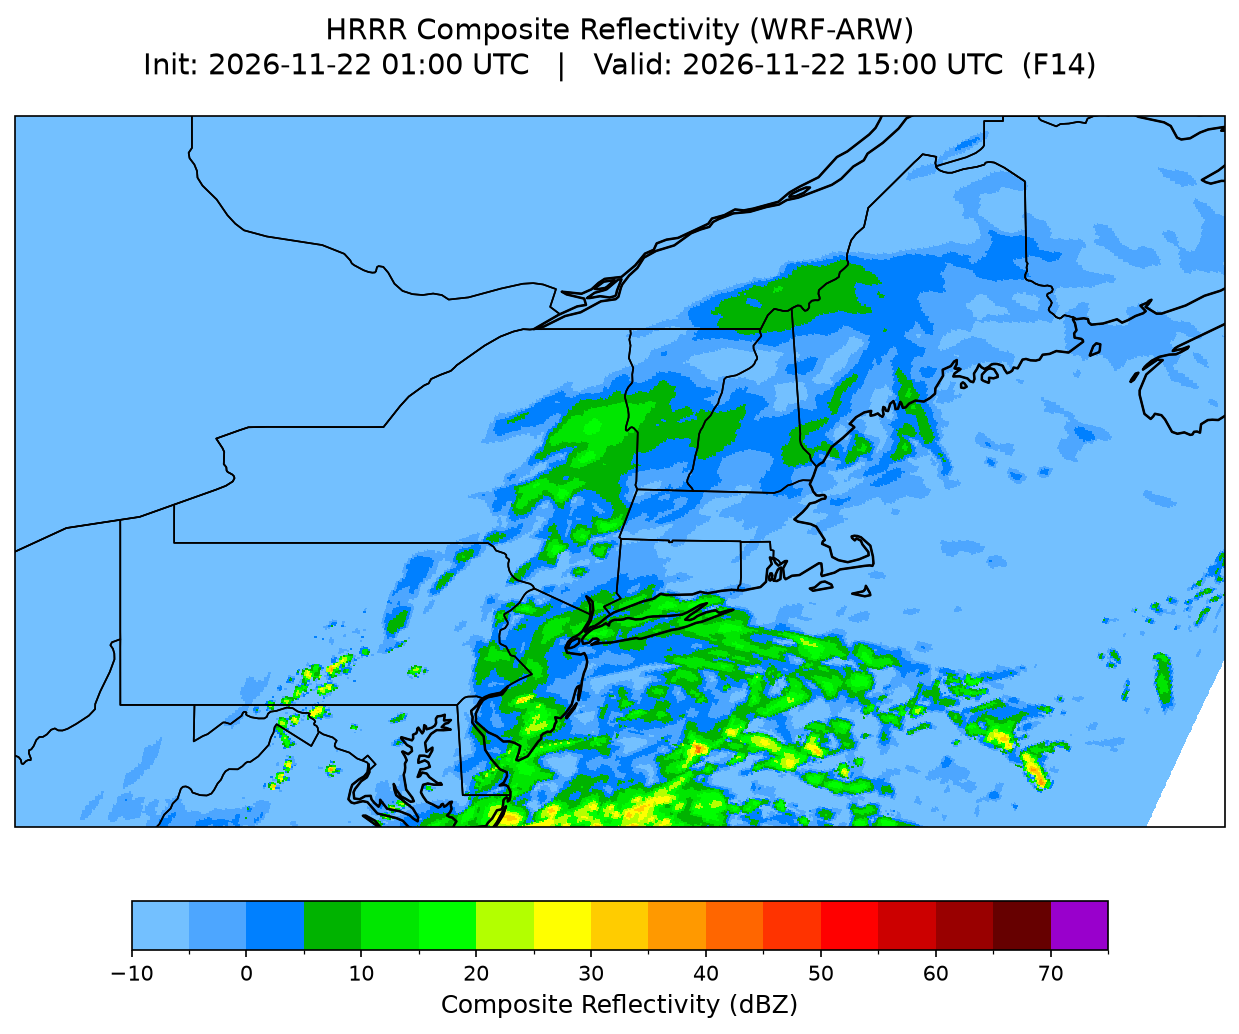 HRRR Composite Reflectivity (WRF-ARW)
Init: 2026-11-22 01:00 UTC   |   Valid: 2026-11-22 15:00 UTC  (F14)
−10 0 10 20 30 40 50 60 70
Composite Reflectivity (dBZ)